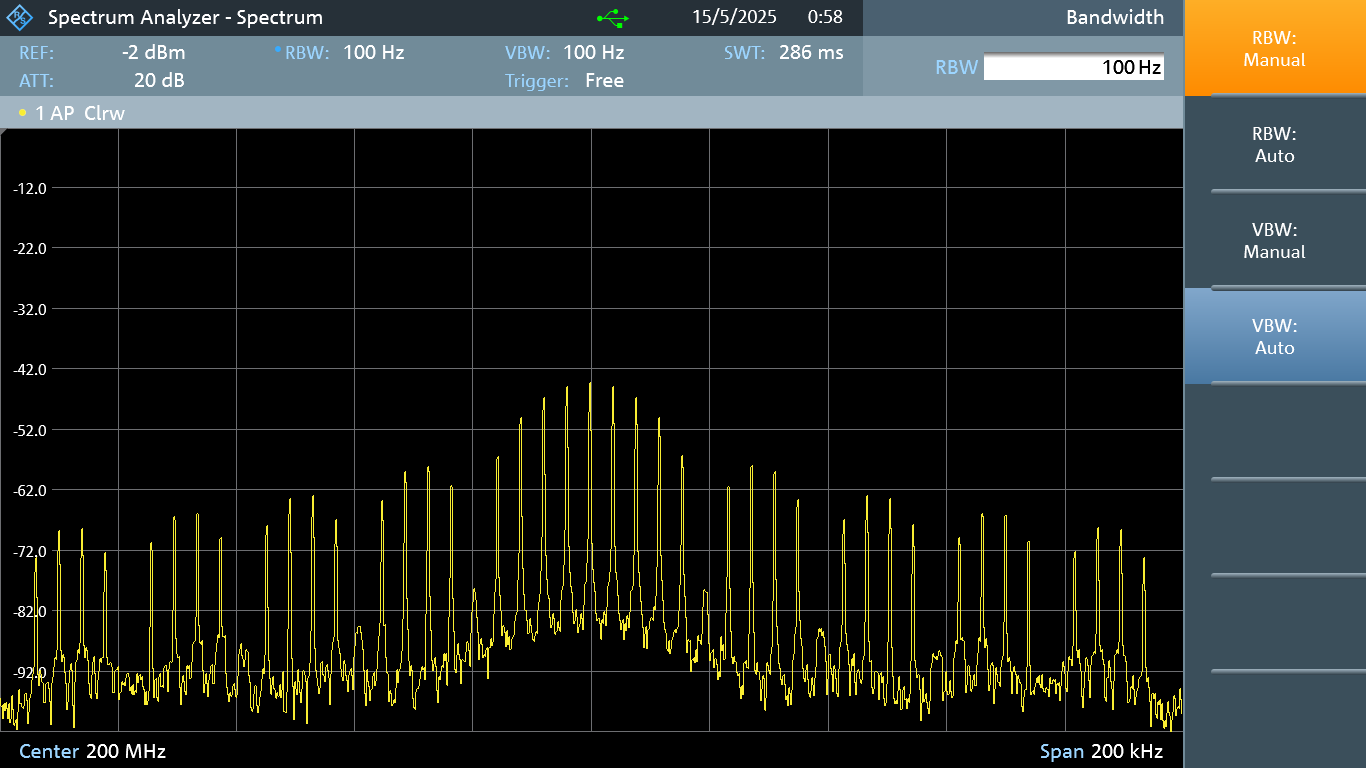 Spectrum Analyzer - Spectrum 15/5/2025 0:58 Bandwidth
REF: -2 dBm RBW: 100 Hz VBW: 100 Hz SWT: 286 ms
ATT: 20 dB Trigger: Free
RBW 100 Hz
1 AP Clrw
-12.0
-22.0
-32.0
-42.0
-52.0
-62.0
-72.0
-82.0
-92.0
Center 200 MHz Span 200 kHz
RBW:
Manual
RBW:
Auto
VBW:
Manual
VBW:
Auto